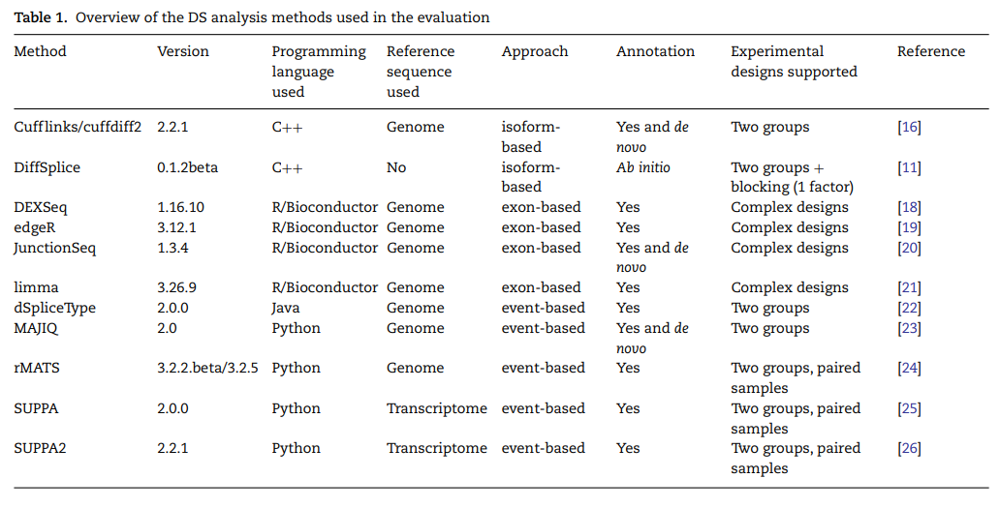 Table 1. Overview of the DS analysis methods used in the evaluation
Method Version Programming Reference Approach Annotation Experimental Reference
language sequence designs supported
used used
Cufflinks/cuffdiff2 2.2.1 C++ Genome isoform- Yes and de Two groups [16]
based novo
DiffSplice 0.1.2beta C++ No isoform- Ab initio Two groups + [11]
based blocking (1 factor)
DEXSeq 1.16.10 R/Bioconductor Genome exon-based Yes Complex designs [18]
edgeR 3.12.1 R/Bioconductor Genome exon-based Yes Complex designs [19]
JunctionSeq 1.3.4 R/Bioconductor Genome exon-based Yes and de Complex designs [20]
novo
limma 3.26.9 R/Bioconductor Genome exon-based Yes Complex designs [21]
dSpliceType 2.0.0 Java Genome event-based Yes Two groups [22]
MAJIQ 2.0 Python Genome event-based Yes and de Two groups [23]
novo
rMATS 3.2.2.beta/3.2.5 Python Genome event-based Yes Two groups, paired [24]
samples
SUPPA 2.0.0 Python Transcriptome event-based Yes Two groups, paired [25]
samples
SUPPA2 2.2.1 Python Transcriptome event-based Yes Two groups, paired [26]
samples